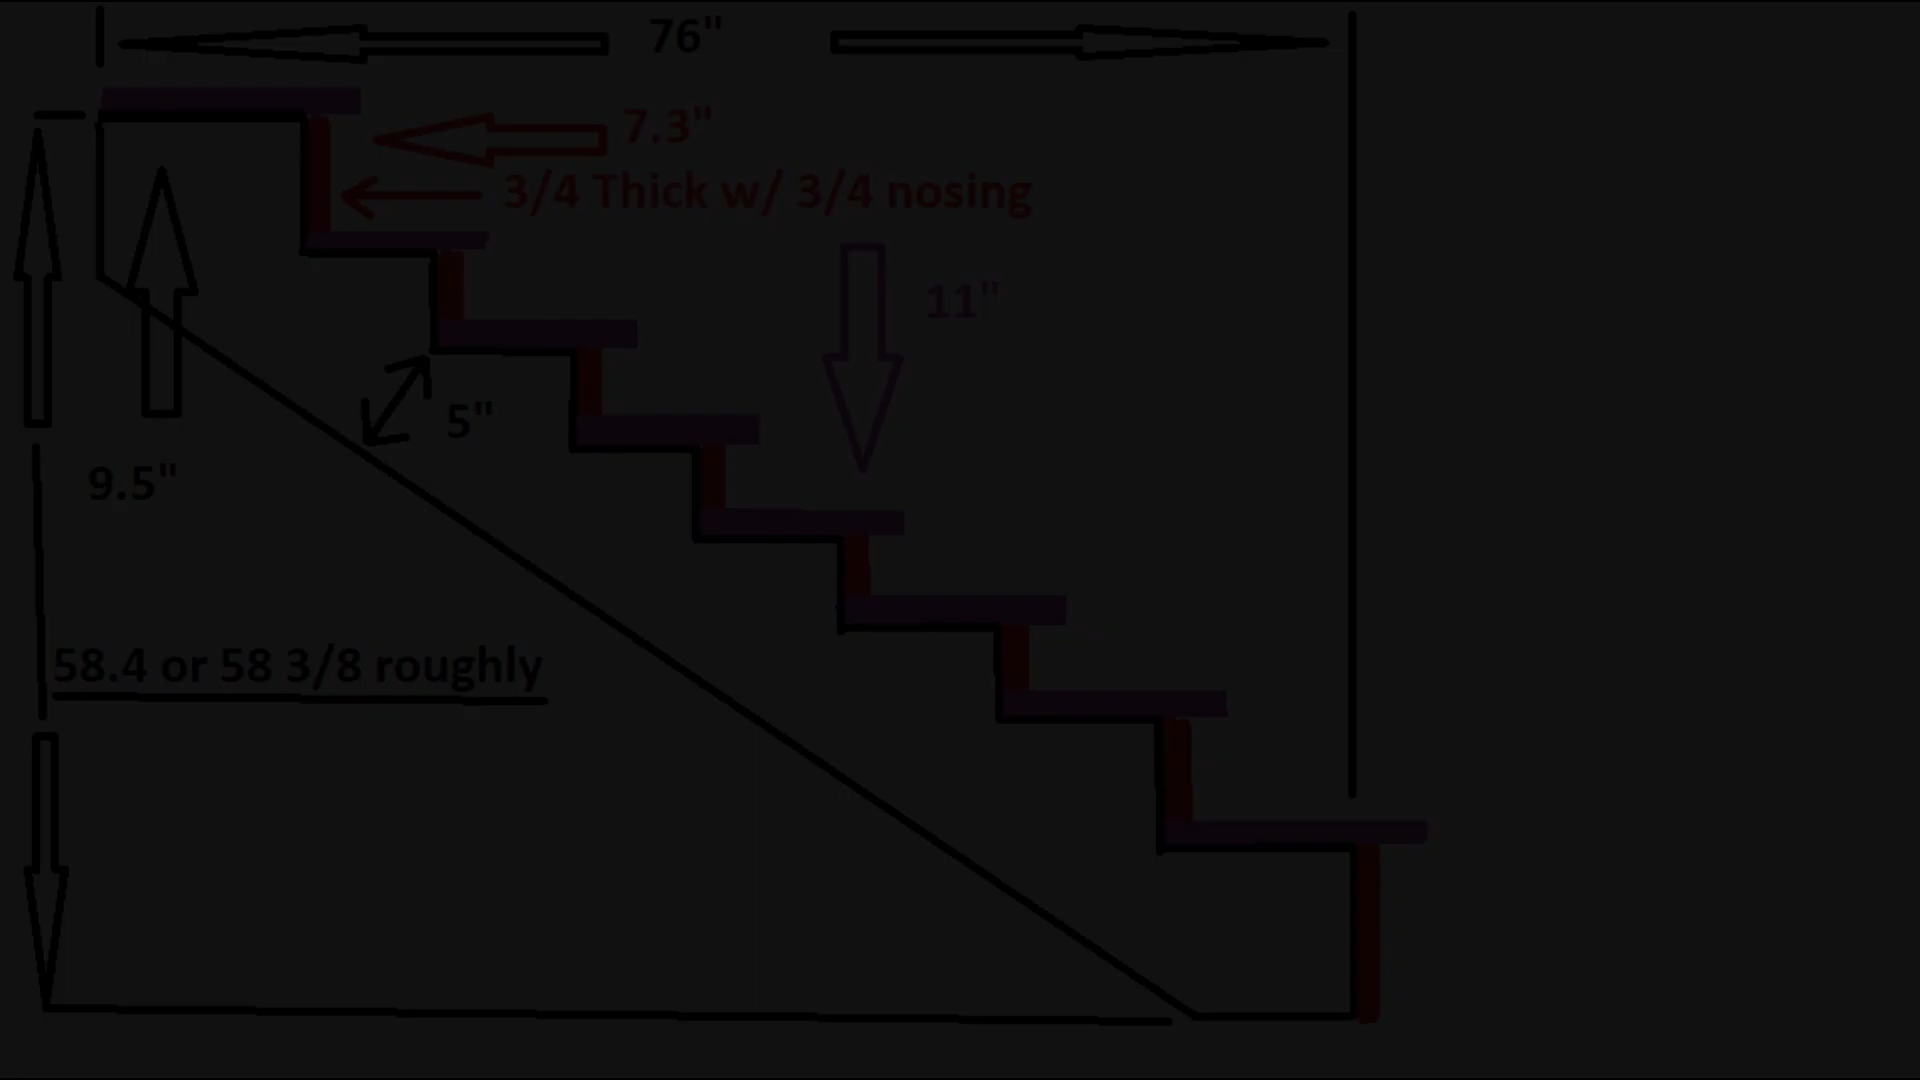 76"
7.3"
3/4 Thick w/ 3/4 nosing
11"
5"
9.5"
58.4 or 58 3/8 roughly